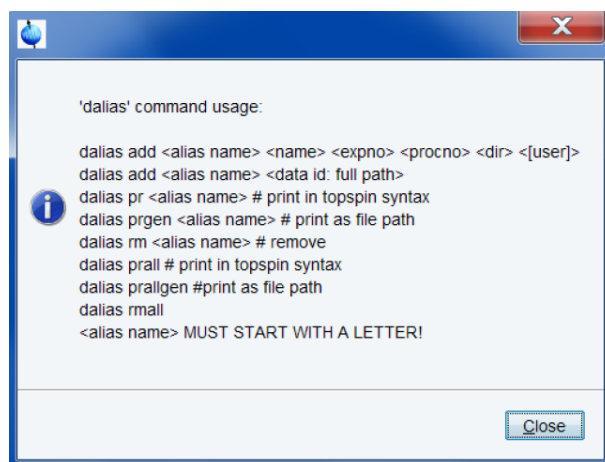 X
'dalias' command usage:
dalias add <alias name> <name> <expno> <procno> <dir> <[user]>
dalias add <alias name> <data id: full path>
dalias pr <alias name> # print in topspin syntax
dalias prgen <alias name> # print as file path
dalias rm <alias name> # remove
dalias prall # print in topspin syntax
dalias prallgen #print as file path
dalias rmall
<alias name> MUST START WITH A LETTER!
Close